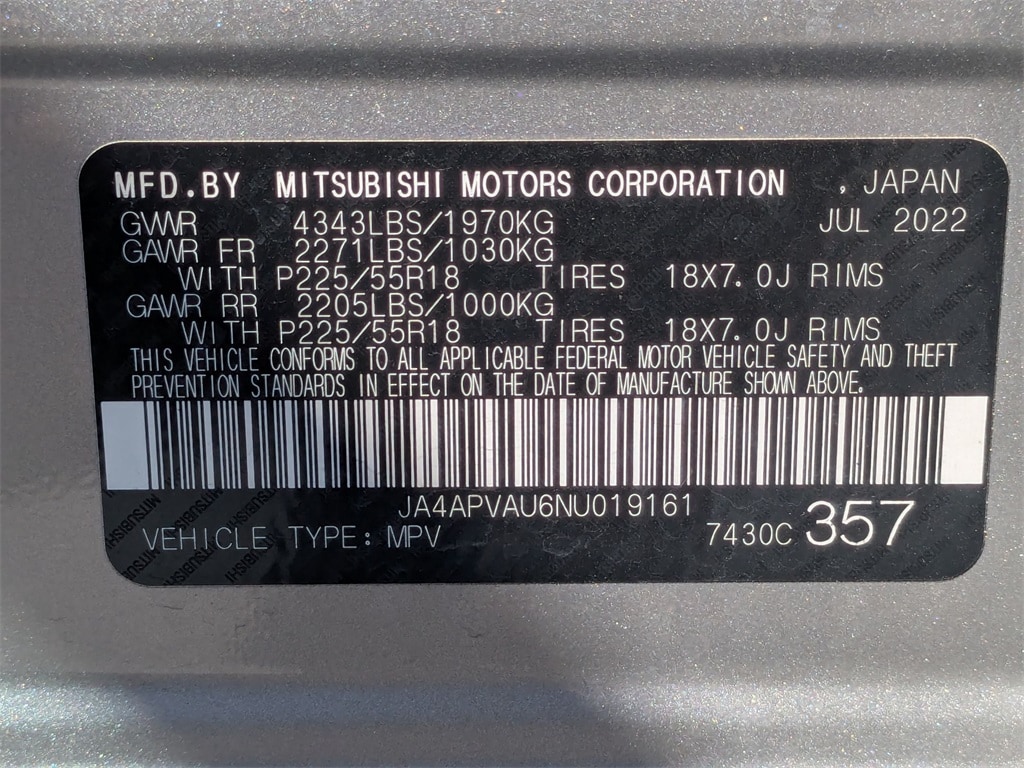 MFD.BY MITSUBISHI MOTORS CORPORATION , JAPAN
GVWR 4343LBS/1970KG JUL 2022
GAWR FR 2271LBS/1030KG
WITH P225/55R18 TIRES 18X7.0J RIMS
GAWR RR 2205LBS/1000KG
WITH P225/55R18 TIRES 18X7.0J RIMS
THIS VEHICLE CONFORMS TO ALL APPLICABLE FEDERAL MOTOR VEHICLE SAFETY AND THEFT
PREVENTION STANDARDS IN EFFECT ON THE DATE OF MANUFACTURE SHOWN ABOVE.
JA4APVAU6NU019161
VEHICLE TYPE: MPV 7430C 357